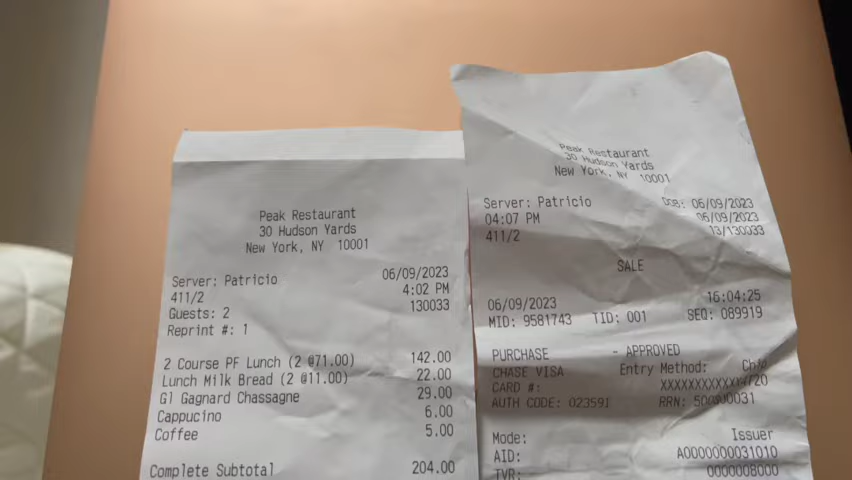 Peak Restaurant
30 Hudson Yards
New York, NY 10001
Server: Patricio 06/09/2023
411/2 4:02 PM
Guests: 2 130033
Reprint #: 1
2 Course PF Lunch (2 @71.00) 142.00
Lunch Milk Bread (2 @11.00) 22.00
Gl Gagnard Chassagne 29.00
Cappucino 6.00
Coffee 5.00
Complete Subtotal 204.00
Peak Restaurant
30 Hudson Yards
New York, NY 10001
Server: Patricio DOB: 06/09/2023
04:07 PM 06/09/2023
411/2 13/130033
SALE
06/09/2023 16:04:25
MID: 9581743 TID: 001 SEQ: 089919
PURCHASE - APPROVED
CHASE VISA Entry Method: Chip
CARD #:
AUTH CODE: 023591 RRN:
Mode: Issuer
AID: A0000000031010
TVR: 0000008000